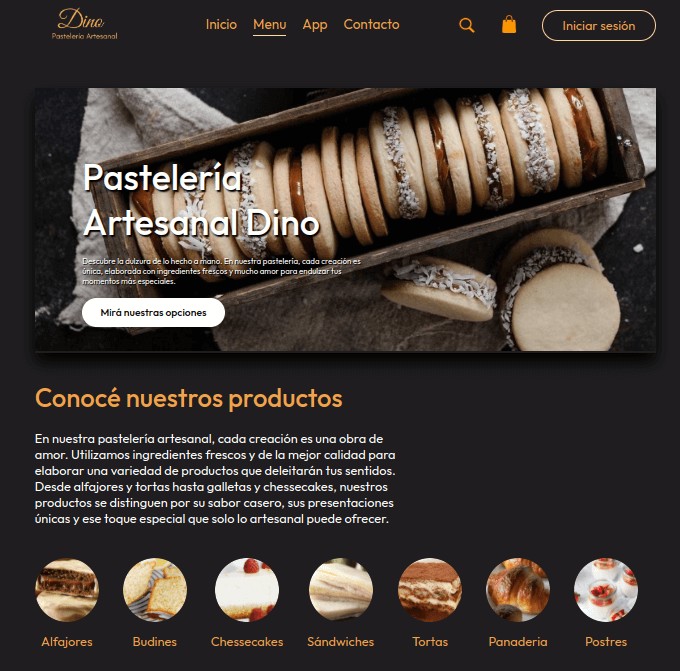 Dino
Pastelería Artesanal
Inicio Menu App Contacto
Iniciar sesión
Pastelería
Artesanal Dino
Descubre la dulzura de lo hecho a mano. En nuestra pastelería, cada creación es
única, elaborada con ingredientes frescos y mucho amor para endulzar tus
momentos más especiales.
Mirá nuestras opciones
Conocé nuestros productos
En nuestra pastelería artesanal, cada creación es una obra de
amor. Utilizamos ingredientes frescos y de la mejor calidad para
elaborar una variedad de productos que deleitarán tus sentidos.
Desde alfajores y tortas hasta galletas y chessecakes, nuestros
productos se distinguen por su sabor casero, sus presentaciones
únicas y ese toque especial que solo lo artesanal puede ofrecer.
Alfajores Budines Chessecakes Sándwiches Tortas Panaderia Postres